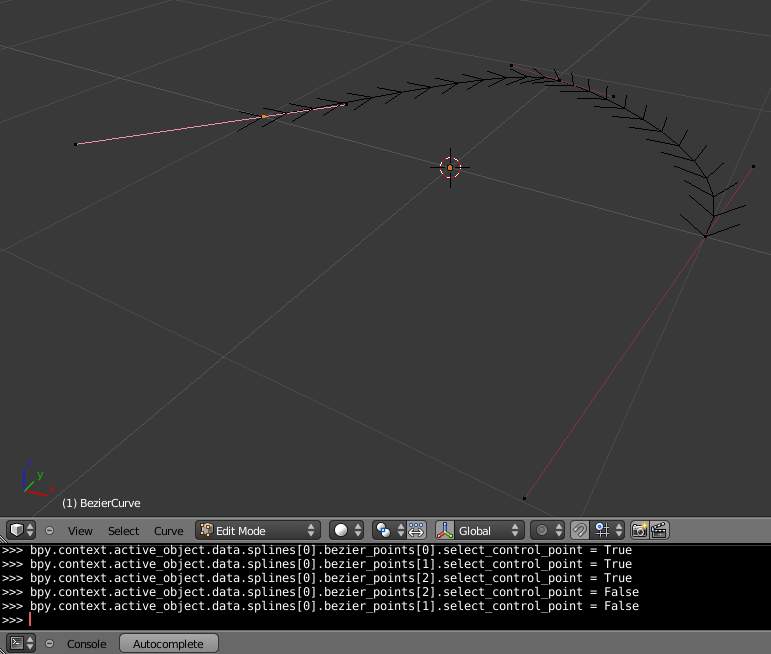 y
(1) BezierCurve
View Select Curve Edit Mode Global
>>> bpy.context.active_object.data.splines[0].bezier_points[0].select_control_point = True
>>> bpy.context.active_object.data.splines[0].bezier_points[1].select_control_point = True
>>> bpy.context.active_object.data.splines[0].bezier_points[2].select_control_point = True
>>> bpy.context.active_object.data.splines[0].bezier_points[2].select_control_point = False
>>> bpy.context.active_object.data.splines[0].bezier_points[1].select_control_point = False
>>>
Console Autocomplete